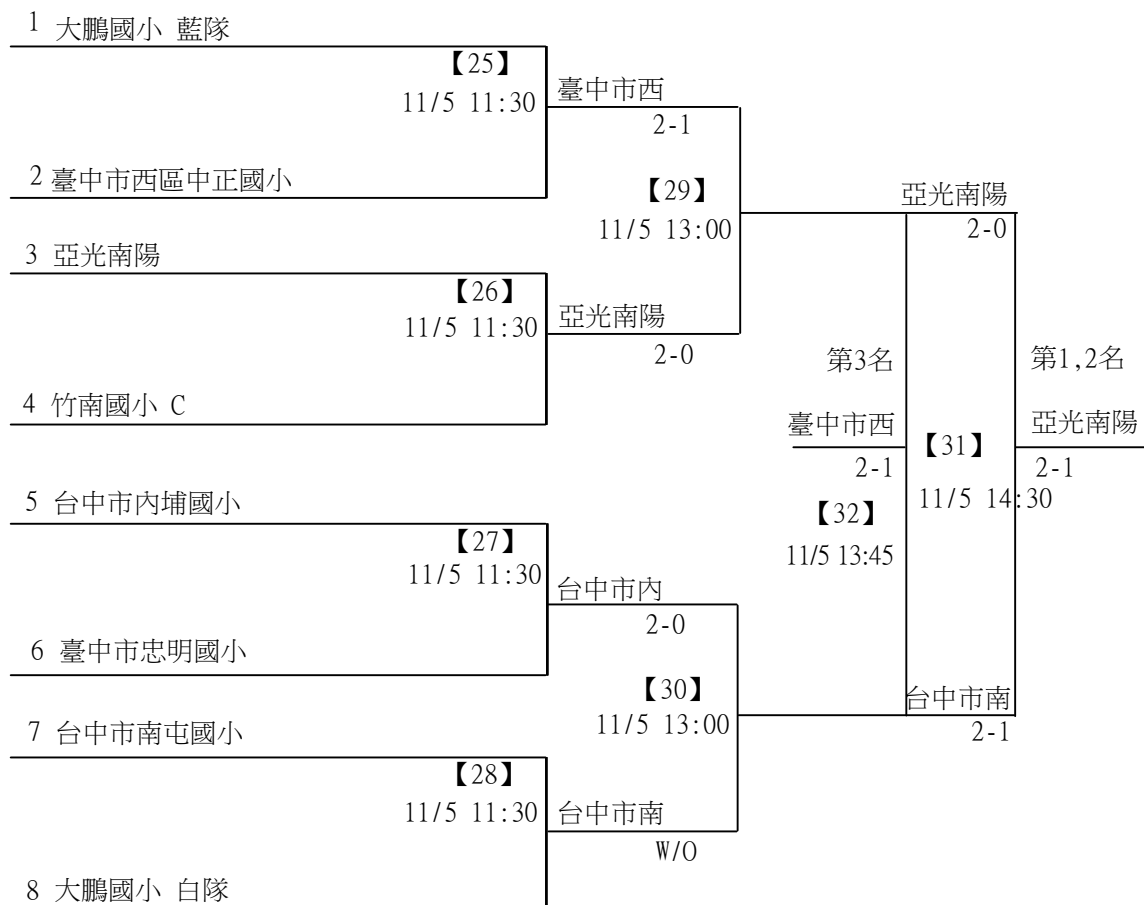 1 大鵬國小 藍隊
【25】
11/5 11:30
臺中市西
2-1
2 臺中市西區中正國小
【29】
11/5 13:00
亞光南陽
2-0
3 亞光南陽
【26】
11/5 11:30
亞光南陽
2-0
第3名
第1,2名
4 竹南國小 C
臺中市西
2-1
【31】
11/5 14:30
亞光南陽
2-1
【32】
11/5 13:45
5 台中市內埔國小
【27】
11/5 11:30
台中市內
2-0
6 臺中市忠明國小
【30】
11/5 13:00
台中市南
2-1
7 台中市南屯國小
【28】
11/5 11:30
台中市南
W/O
8 大鵬國小 白隊